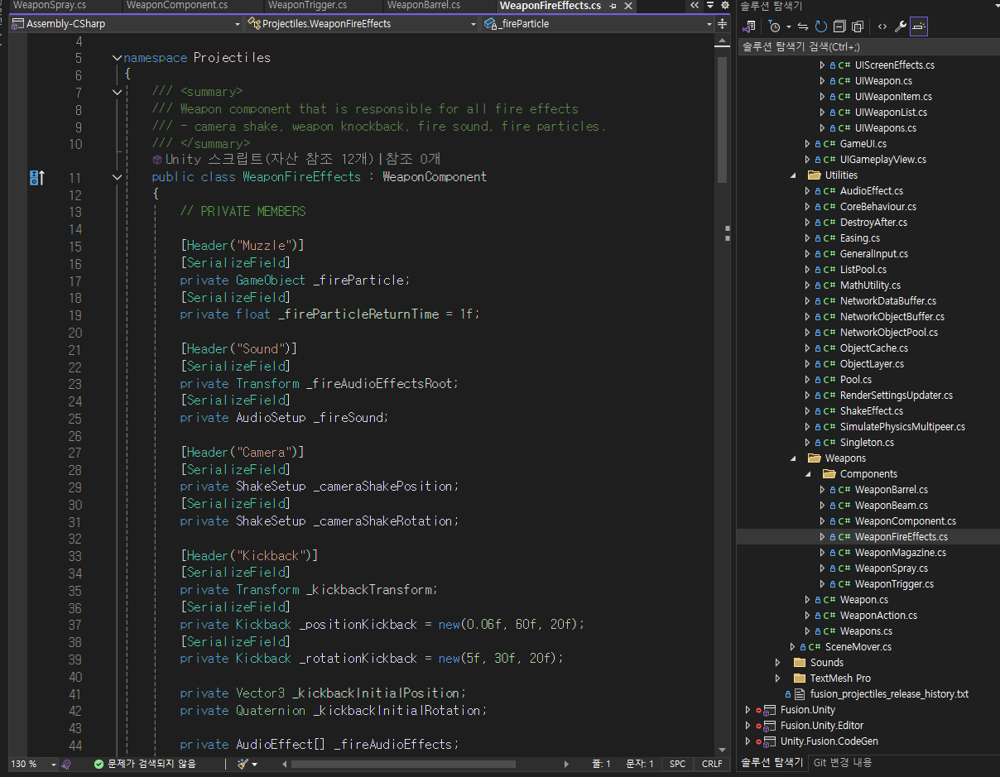 WeaponSpray.cs WeaponComponent.cs WeaponTrigger.cs WeaponBarrel.cs WeaponFireEffects.cs
Assembly-CSharp Projectiles.WeaponFireEffects _fireParticle
4
5 namespace Projectiles
6 {
7 /// <summary>
8 /// Weapon component that is responsible for all fire effects
9 /// - camera shake, weapon knockback, fire sound, fire particles.
10 /// </summary>
Unity 스크립트(자산 참조 12개)|참조 0개
11 public class WeaponFireEffects : WeaponComponent
12 {
13 // PRIVATE MEMBERS
14
15 [Header("Muzzle")]
16 [SerializeField]
17 private GameObject _fireParticle;
18 [SerializeField]
19 private float _fireParticleReturnTime = 1f;
20
21 [Header("Sound")]
22 [SerializeField]
23 private Transform _fireAudioEffectsRoot;
24 [SerializeField]
25 private AudioSetup _fireSound;
26
27 [Header("Camera")]
28 [SerializeField]
29 private ShakeSetup _cameraShakePosition;
30 [SerializeField]
31 private ShakeSetup _cameraShakeRotation;
32
33 [Header("Kickback")]
34 [SerializeField]
35 private Transform _kickbackTransform;
36 [SerializeField]
37 private Kickback _positionKickback = new(0.06f, 60f, 20f);
38 [SerializeField]
39 private Kickback _rotationKickback = new(5f, 30f, 20f);
40
41 private Vector3 _kickbackInitialPosition;
42 private Quaternion _kickbackInitialRotation;
43
44 private AudioEffect[] _fireAudioEffects;
130 % 문제가 검색되지 않음 줄: 1 문자: 1 SPC CRLF
솔루션 탐색기
솔루션 탐색기 검색(Ctrl+;)
C# UIScreenEffects.cs
C# UIWeapon.cs
C# UIWeaponItem.cs
C# UIWeaponList.cs
C# UIWeapons.cs
C# GameUI.cs
C# UIGameplayView.cs
Utilities
C# AudioEffect.cs
C# CoreBehaviour.cs
C# DestroyAfter.cs
C# Easing.cs
C# GeneralInput.cs
C# ListPool.cs
C# MathUtility.cs
C# NetworkDataBuffer.cs
C# NetworkObjectBuffer.cs
C# NetworkObjectPool.cs
C# ObjectCache.cs
C# ObjectLayer.cs
C# Pool.cs
C# RenderSettingsUpdater.cs
C# ShakeEffect.cs
C# SimulatePhysicsMultipeer.cs
C# Singleton.cs
Weapons
Components
C# WeaponBarrel.cs
C# WeaponBeam.cs
C# WeaponComponent.cs
C# WeaponFireEffects.cs
C# WeaponMagazine.cs
C# WeaponSpray.cs
C# WeaponTrigger.cs
C# Weapon.cs
C# WeaponAction.cs
C# Weapons.cs
C# SceneMover.cs
Sounds
TextMesh Pro
fusion_projectiles_release_history.txt
Fusion.Unity
Fusion.Unity.Editor
Unity.Fusion.CodeGen
솔루션 탐색기 Git 변경 내용